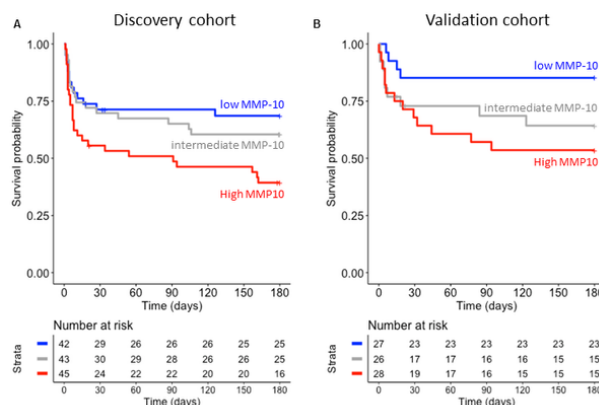 A
Discovery cohort
1.00
0.75
0.50
0.25
0.00
Survival probability
low MMP-10
intermediate MMP-10
High MMP10
0 30 60 90 120 150 180
Time (days)
Number at risk
Strata
42 29 26 26 26 25 25
43 30 29 28 26 26 25
45 24 22 22 20 20 16
0 30 60 90 120 150 180
Time (days)
B
Validation cohort
1.00
0.75
0.50
0.25
0.00
Survival probability
low MMP-10
intermediate MMP-10
High MMP10
0 30 60 90 120 150 180
Time (days)
Number at risk
Strata
27 23 23 23 23 23 23
26 17 17 16 16 15 15
28 19 17 16 15 15 15
0 30 60 90 120 150 180
Time (days)